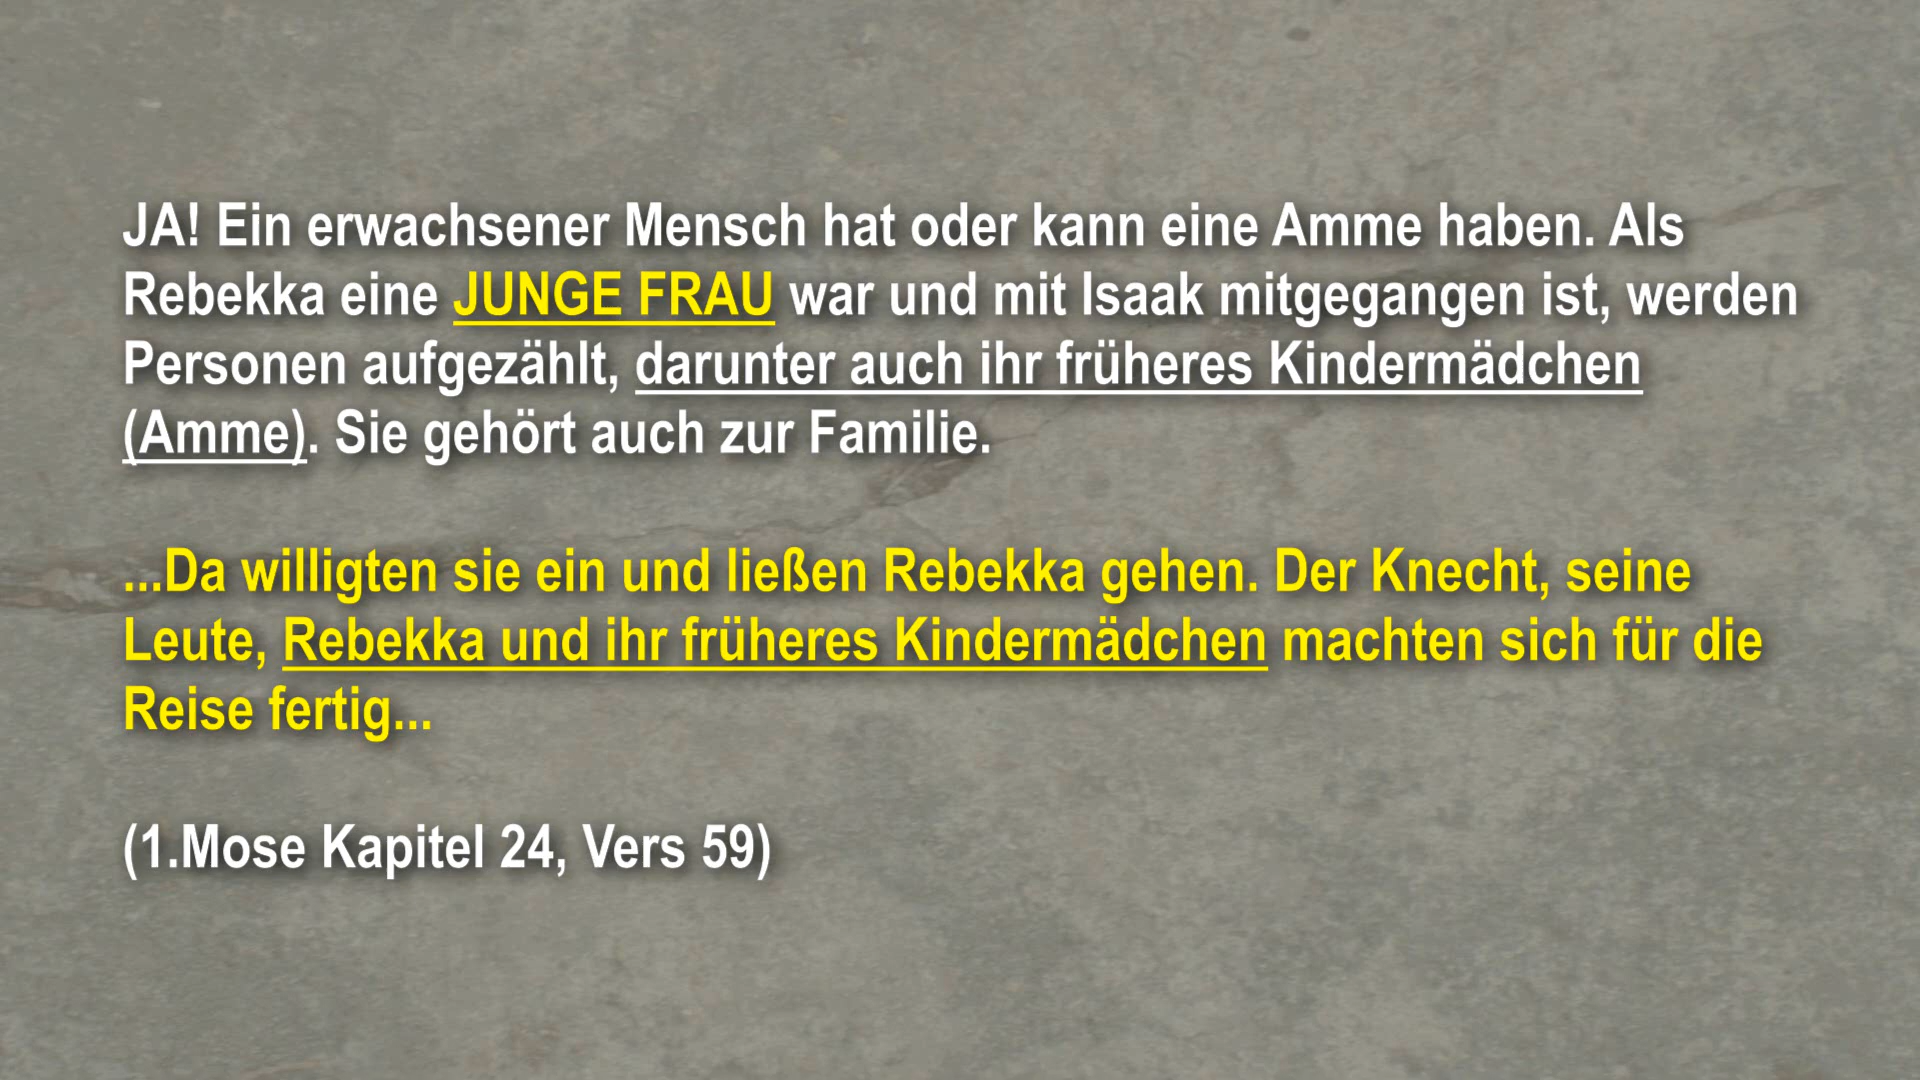 JA! Ein erwachsener Mensch hat oder kann eine Amme haben. Als
Rebekka eine JUNGE FRAU war und mit Isaak mitgegangen ist, werden
Personen aufgezählt, darunter auch ihr früheres Kindermädchen
(Amme). Sie gehört auch zur Familie.
...Da willigten sie ein und ließen Rebekka gehen. Der Knecht, seine
Leute, Rebekka und ihr früheres Kindermädchen machten sich für die
Reise fertig...
(1.Mose Kapitel 24, Vers 59)